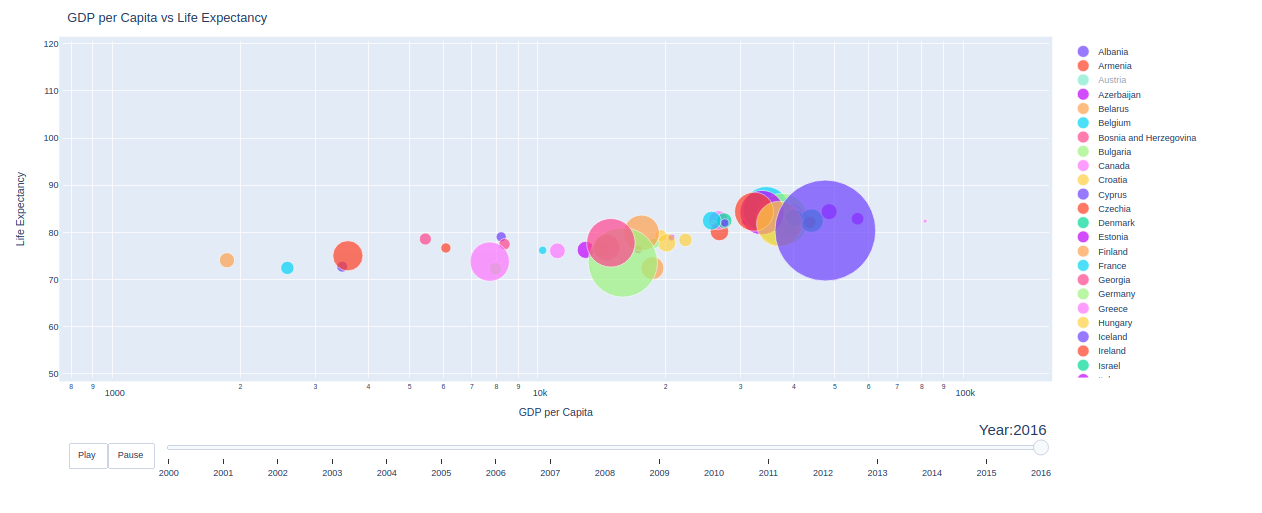 GDP per Capita vs Life Expectancy
120
110
100
90
80
70
60
50
Life Expectancy
8 9 2 3 4 5 6 7 8 9 2 3 4 5 6 7 8 9
1000 10k 100k
GDP per Capita
Albania
Armenia
Austria
Azerbaijan
Belarus
Belgium
Bosnia and Herzegovina
Bulgaria
Canada
Croatia
Cyprus
Czechia
Denmark
Estonia
Finland
France
Georgia
Germany
Greece
Hungary
Iceland
Ireland
Israel
Year:2016
Play Pause
2000 2001 2002 2003 2004 2005 2006 2007 2008 2009 2010 2011 2012 2013 2014 2015 2016